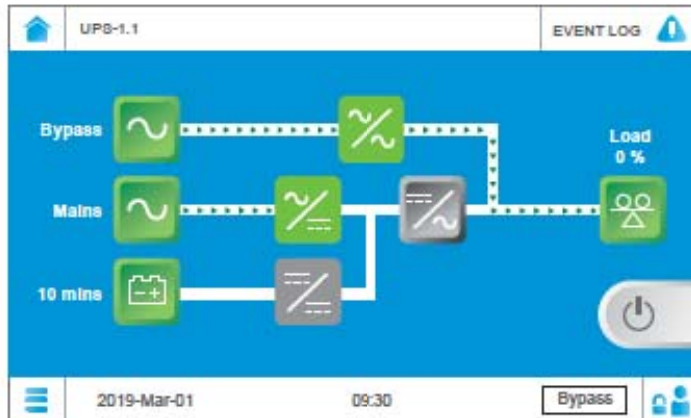 UPS-1.1
EVENT LOG
Bypass
Load
0 %
Mains
10 mins
2019-Mar-01
09:30
Bypass